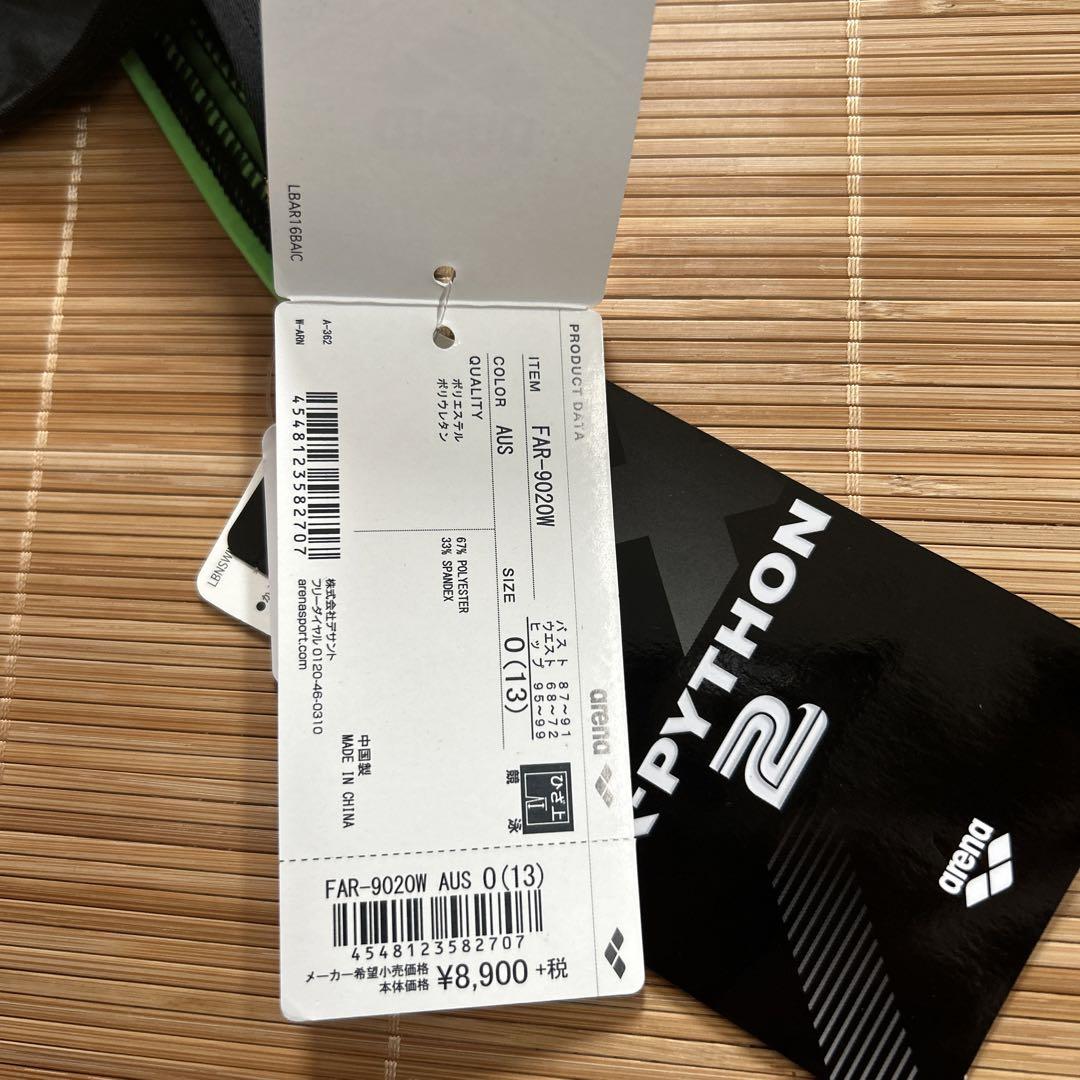 LBAR16BAIC
PRODUCT DATA
ITEM FAR-9020W
COLOR AUS
SIZE O(13)
バスト 87~91
ウエスト 68~72
ヒップ 95~99
QUALITY
ポリエステル
ポリウレタン
67% POLYESTER
33% SPANDEX
arena
ひざ上
競泳
中国製
MADE IN CHINA
株式会社デサント
フリーダイヤル 0120-46-0310
arenasport.com
A-362
W-ARN
4548123582707
FAR-9020W AUS O(13)
4548123582707
メーカー希望小売価格
本体価格 ¥8,900 +税
LBNSW
-PYTHON
2
arena